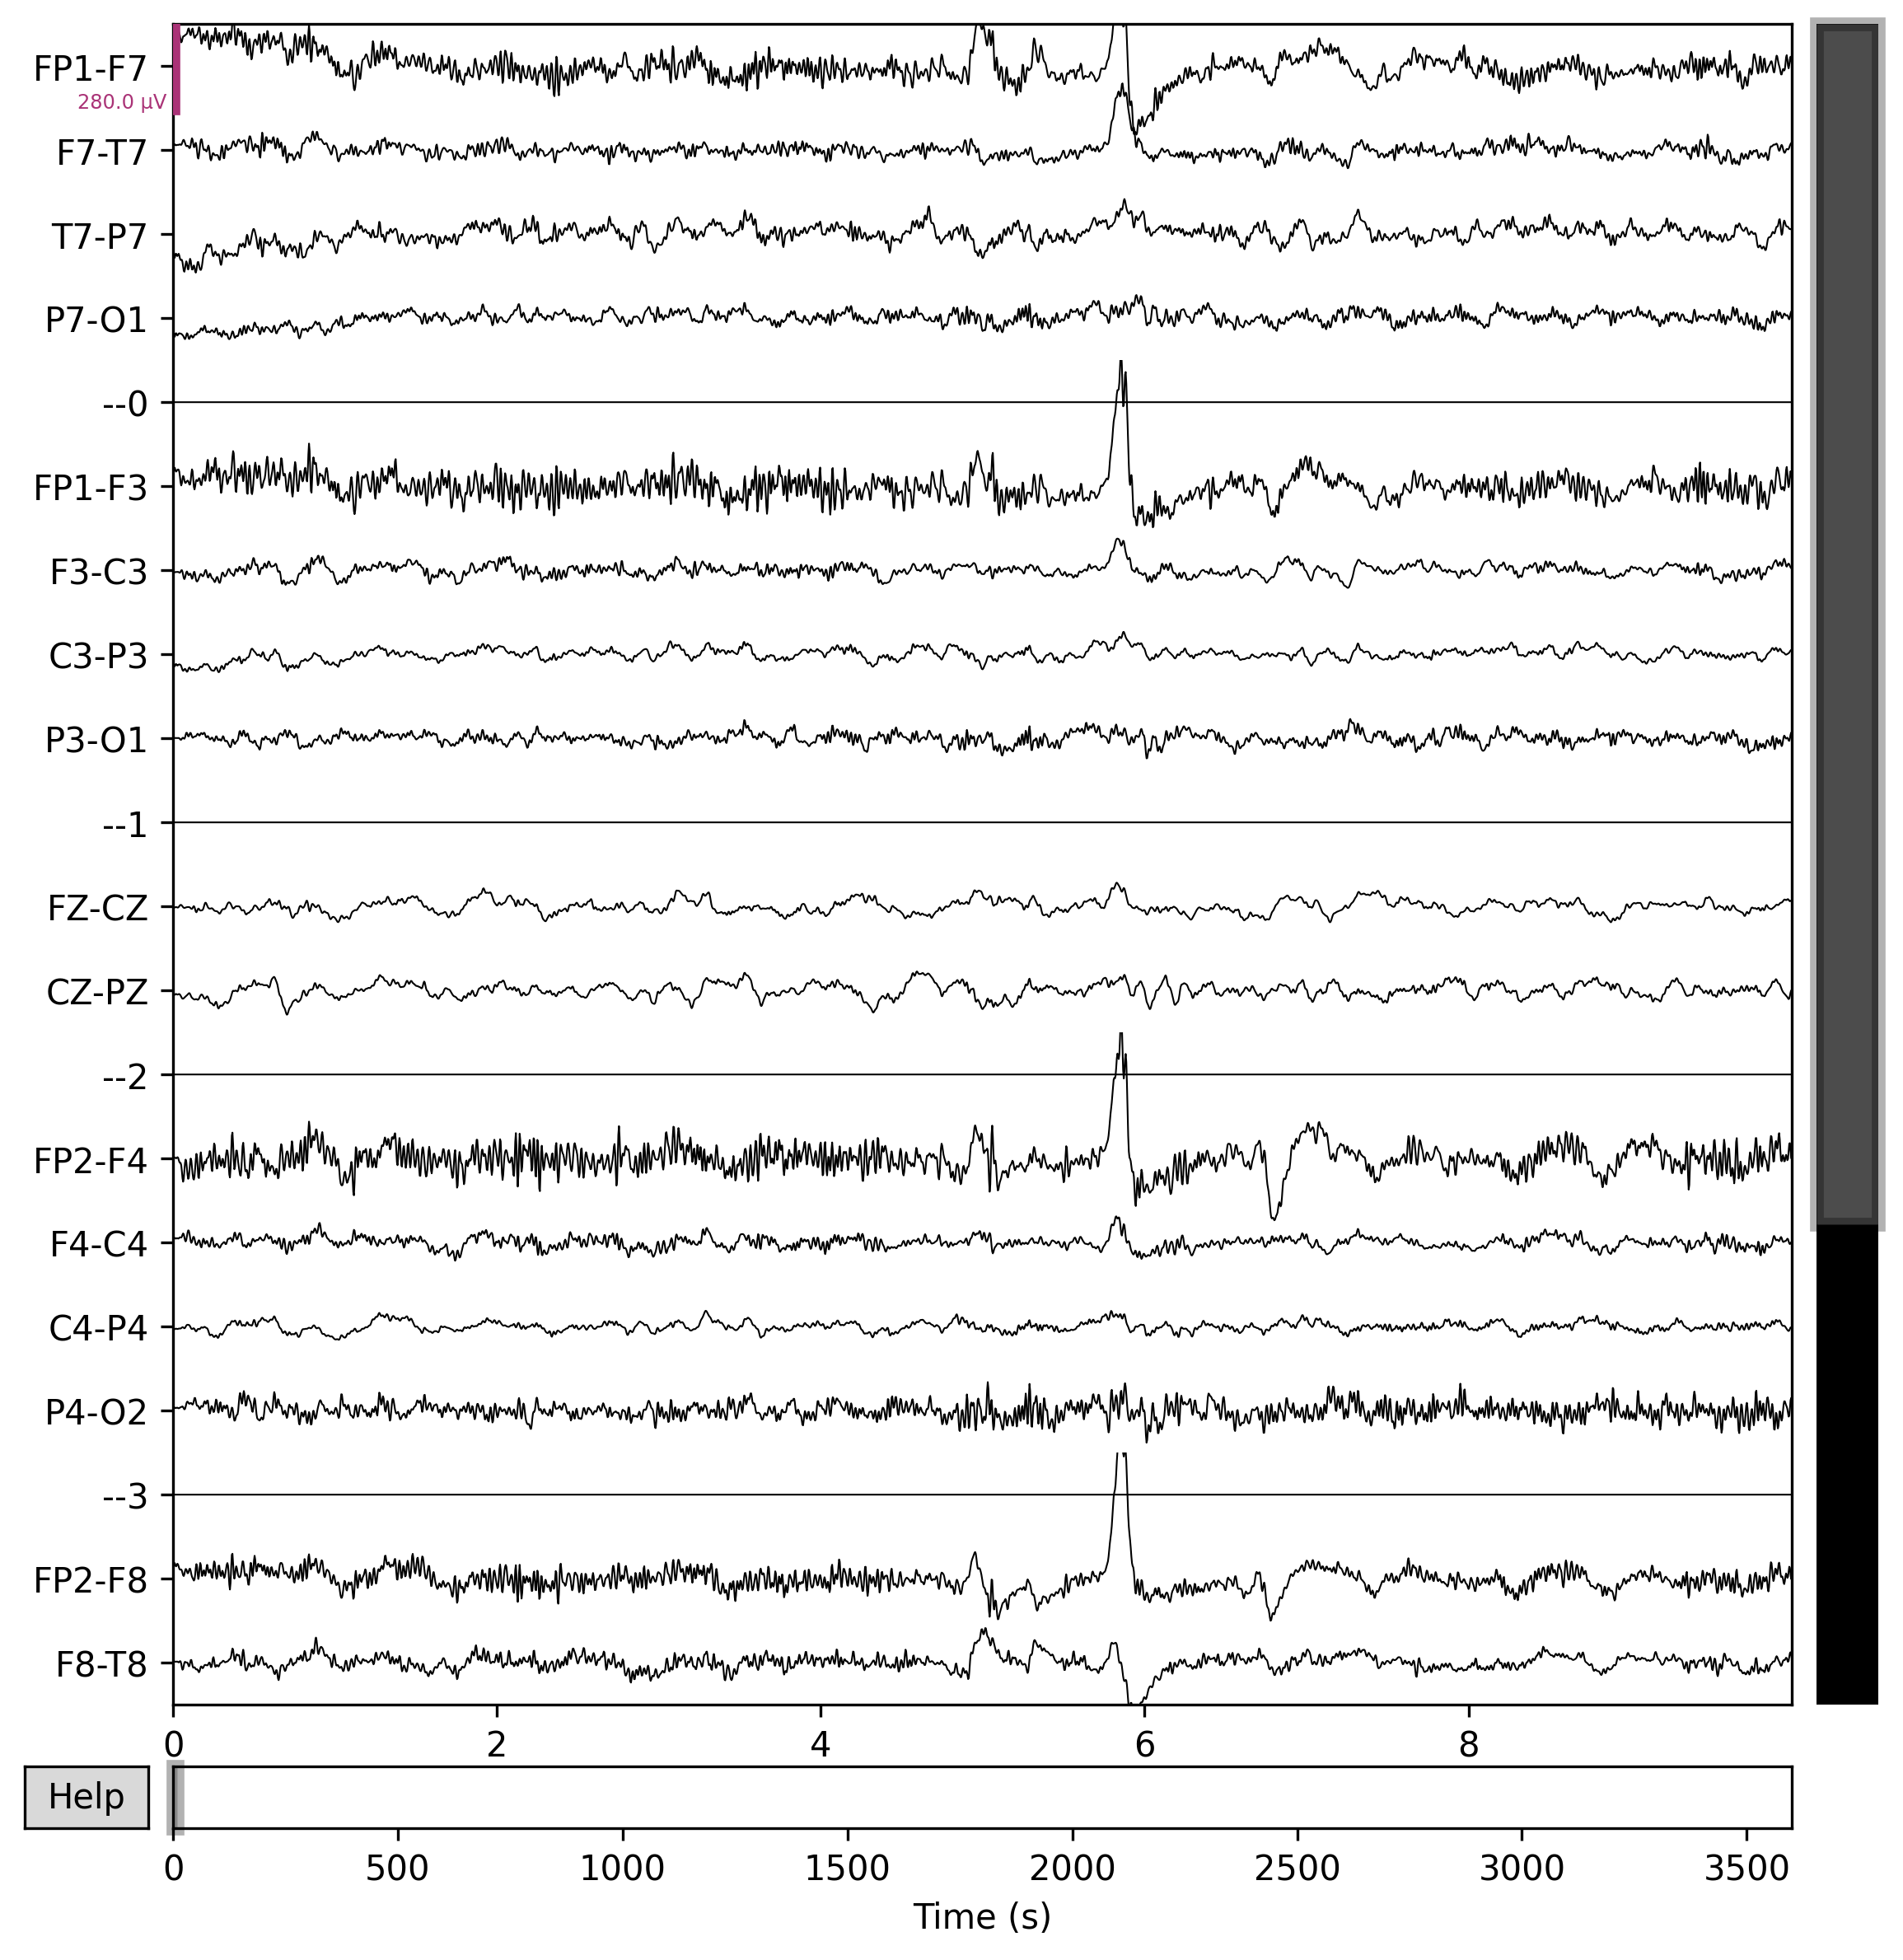 FP1-F7
280.0 µV
F7-T7
T7-P7
P7-O1
--0
FP1-F3
F3-C3
C3-P3
P3-O1
--1
FZ-CZ
CZ-PZ
--2
FP2-F4
F4-C4
C4-P4
P4-O2
--3
FP2-F8
F8-T8
0 2 4 6 8
Help
0 500 1000 1500 2000 2500 3000 3500
Time (s)